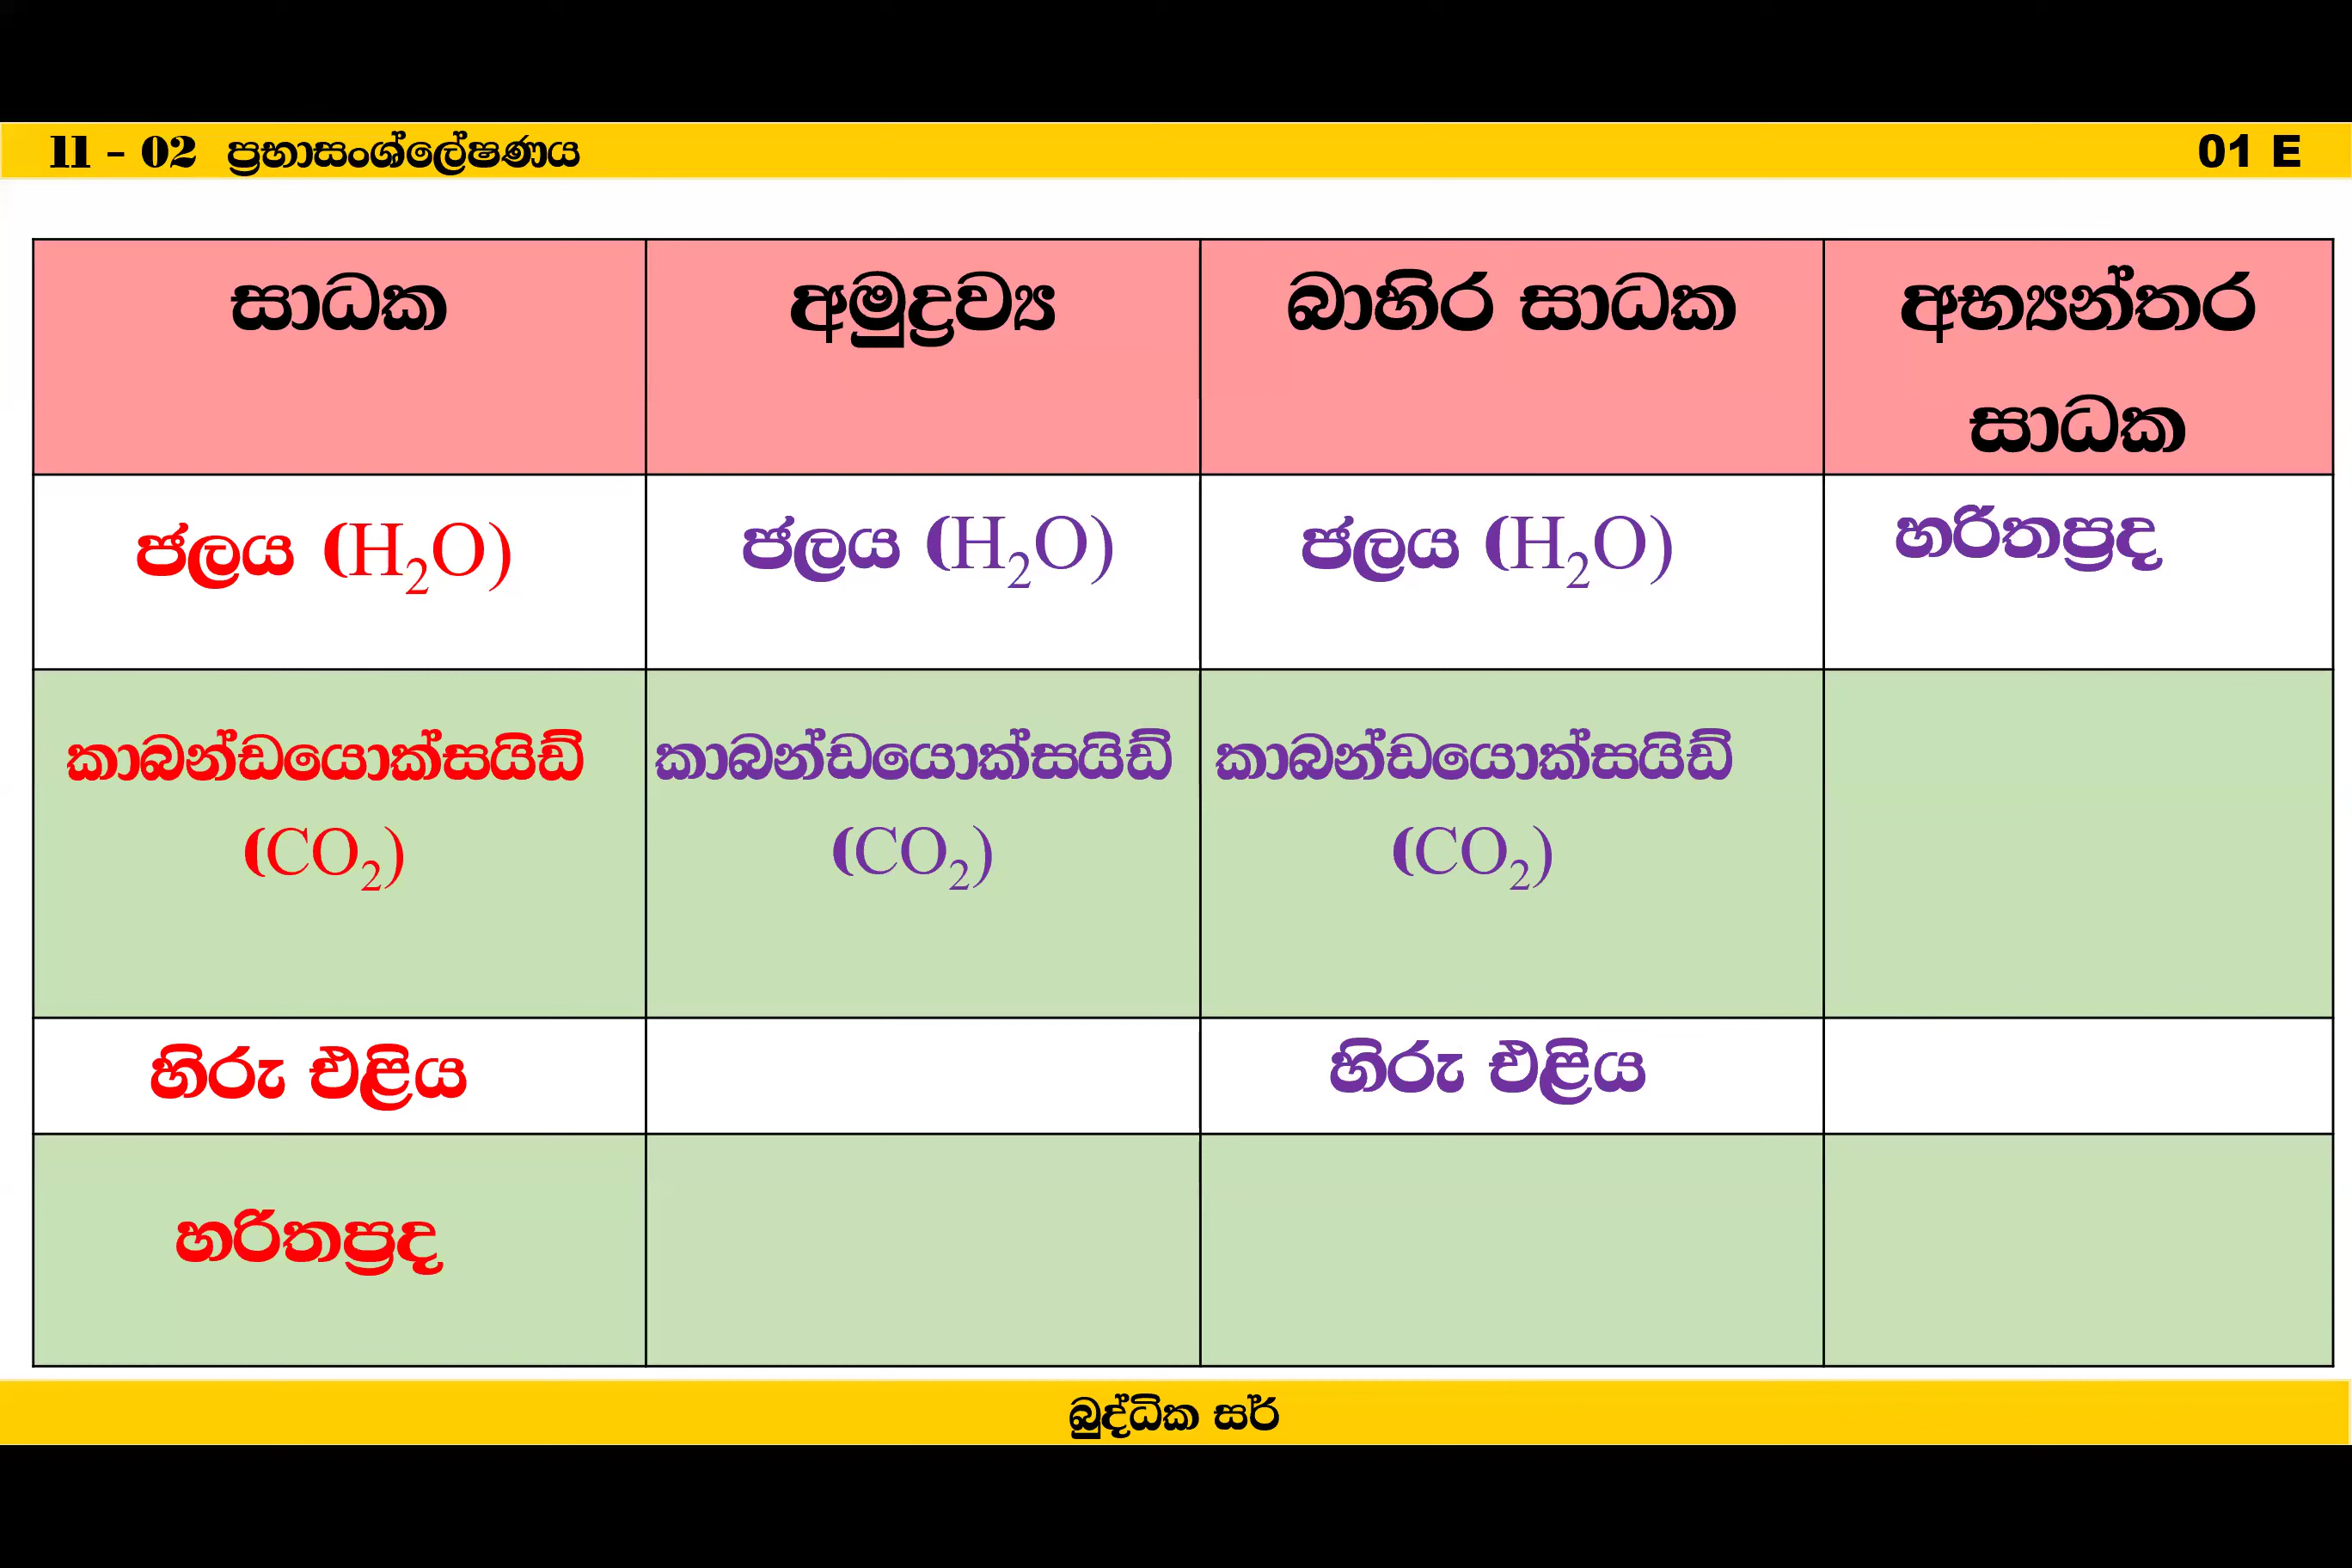 11 - 02 ප්‍රභාසංශ්ලේෂණය 01 E
සාධක අමුද්‍රව්‍ය බාහිර සාධක අභ්‍යන්තර
සාධක
ජලය (H₂O) ජලය (H₂O) ජලය (H₂O) හරිතප්‍රද
කාබන්ඩයොක්සයිඩ් කාබන්ඩයොක්සයිඩ් කාබන්ඩයොක්සයිඩ්
(CO₂) (CO₂) (CO₂)
හිරු එළිය හිරු එළිය
හරිතප්‍රද
බුද්ධික සර්